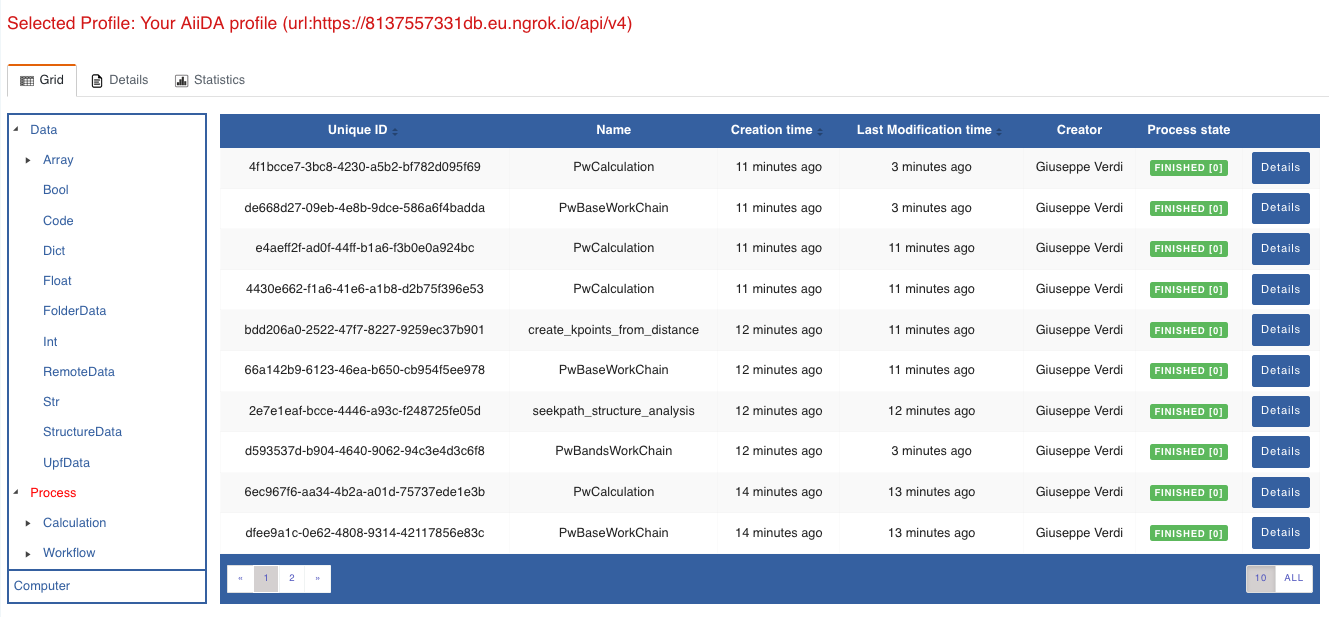 Selected Profile: Your AiiDA profile (url:https://8137557331db.eu.ngrok.io/api/v4)
Grid Details Statistics
Data
Array
Bool
Code
Dict
Float
FolderData
Int
RemoteData
Str
StructureData
UpfData
Process
Calculation
Workflow
Computer
Unique ID Name Creation time Last Modification time Creator Process state
4f1bcce7-3bc8-4230-a5b2-bf782d095f69 PwCalculation 11 minutes ago 3 minutes ago Giuseppe Verdi FINISHED [0] Details
de668d27-09eb-4e8b-9dce-586a6f4badda PwBaseWorkChain 11 minutes ago 3 minutes ago Giuseppe Verdi FINISHED [0] Details
e4aeff2f-ad0f-44ff-b1a6-f3b0e0a924bc PwCalculation 11 minutes ago 11 minutes ago Giuseppe Verdi FINISHED [0] Details
4430e662-f1a6-41e6-a1b8-d2b75f396e53 PwCalculation 11 minutes ago 11 minutes ago Giuseppe Verdi FINISHED [0] Details
bdd206a0-2522-47f7-8227-9259ec37b901 create_kpoints_from_distance 12 minutes ago 11 minutes ago Giuseppe Verdi FINISHED [0] Details
66a142b9-6123-46ea-b650-cb954f5ee978 PwBaseWorkChain 12 minutes ago 11 minutes ago Giuseppe Verdi FINISHED [0] Details
2e7e1eaf-bcce-4446-a93c-f248725fe05d seekpath_structure_analysis 12 minutes ago 12 minutes ago Giuseppe Verdi FINISHED [0] Details
d593537d-b904-4640-9062-94c3e4d3c6f8 PwBandsWorkChain 12 minutes ago 3 minutes ago Giuseppe Verdi FINISHED [0] Details
6ec967f6-aa34-4b2a-a01d-75737ede1e3b PwCalculation 14 minutes ago 13 minutes ago Giuseppe Verdi FINISHED [0] Details
dfee9a1c-0e62-4808-9314-42117856e83c PwBaseWorkChain 14 minutes ago 13 minutes ago Giuseppe Verdi FINISHED [0] Details
« 1 2 » 10 ALL